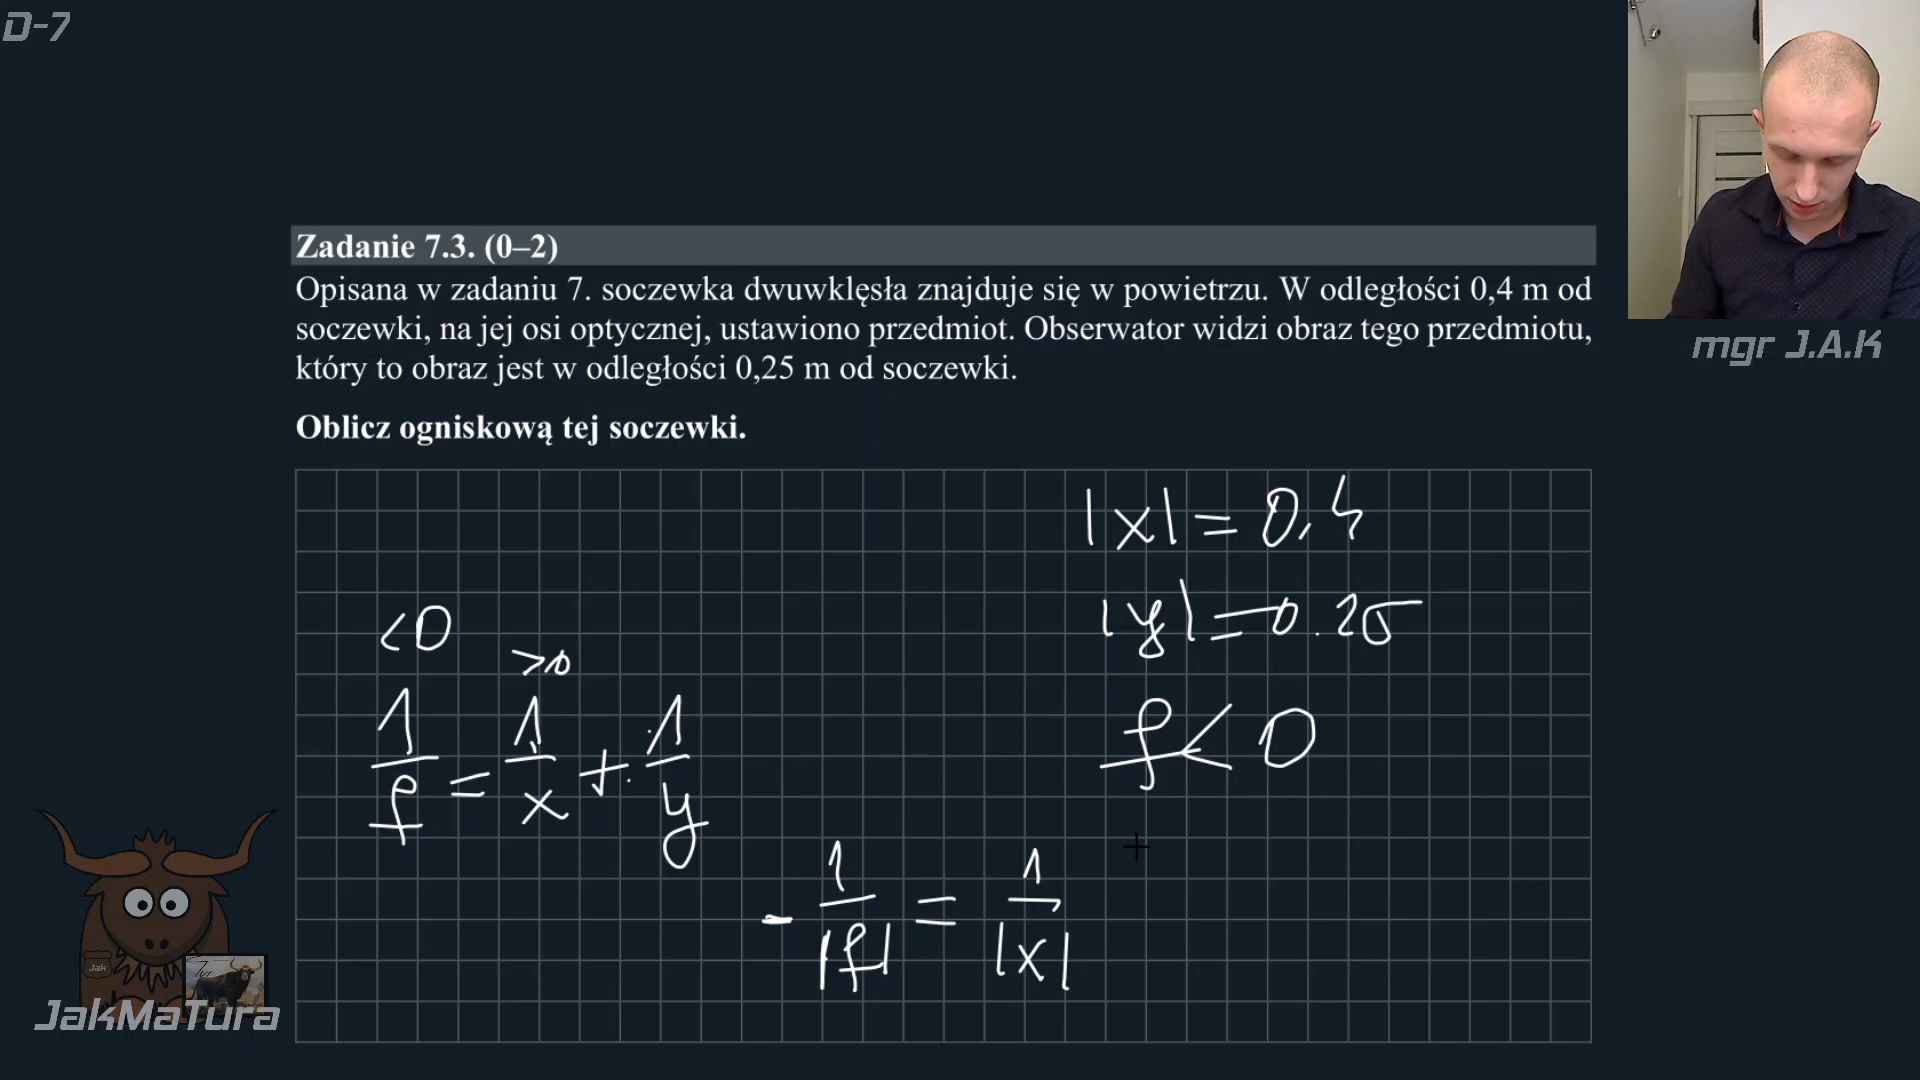 D-7
Zadanie 7.3. (0–2)
Opisana w zadaniu 7. soczewka dwuwklęsła znajduje się w powietrzu. W odległości 0,4 m od
soczewki, na jej osi optycznej, ustawiono przedmiot. Obserwator widzi obraz tego przedmiotu,
który to obraz jest w odległości 0,25 m od soczewki.
Oblicz ogniskową tej soczewki.
mgr J.A.K
|x| = 0,4
|y| = 0.25
f < 0
<0 >0
1/f = 1/x + 1/y
- 1/|f| = 1/|x|
Jak
Tur
JakMaTura